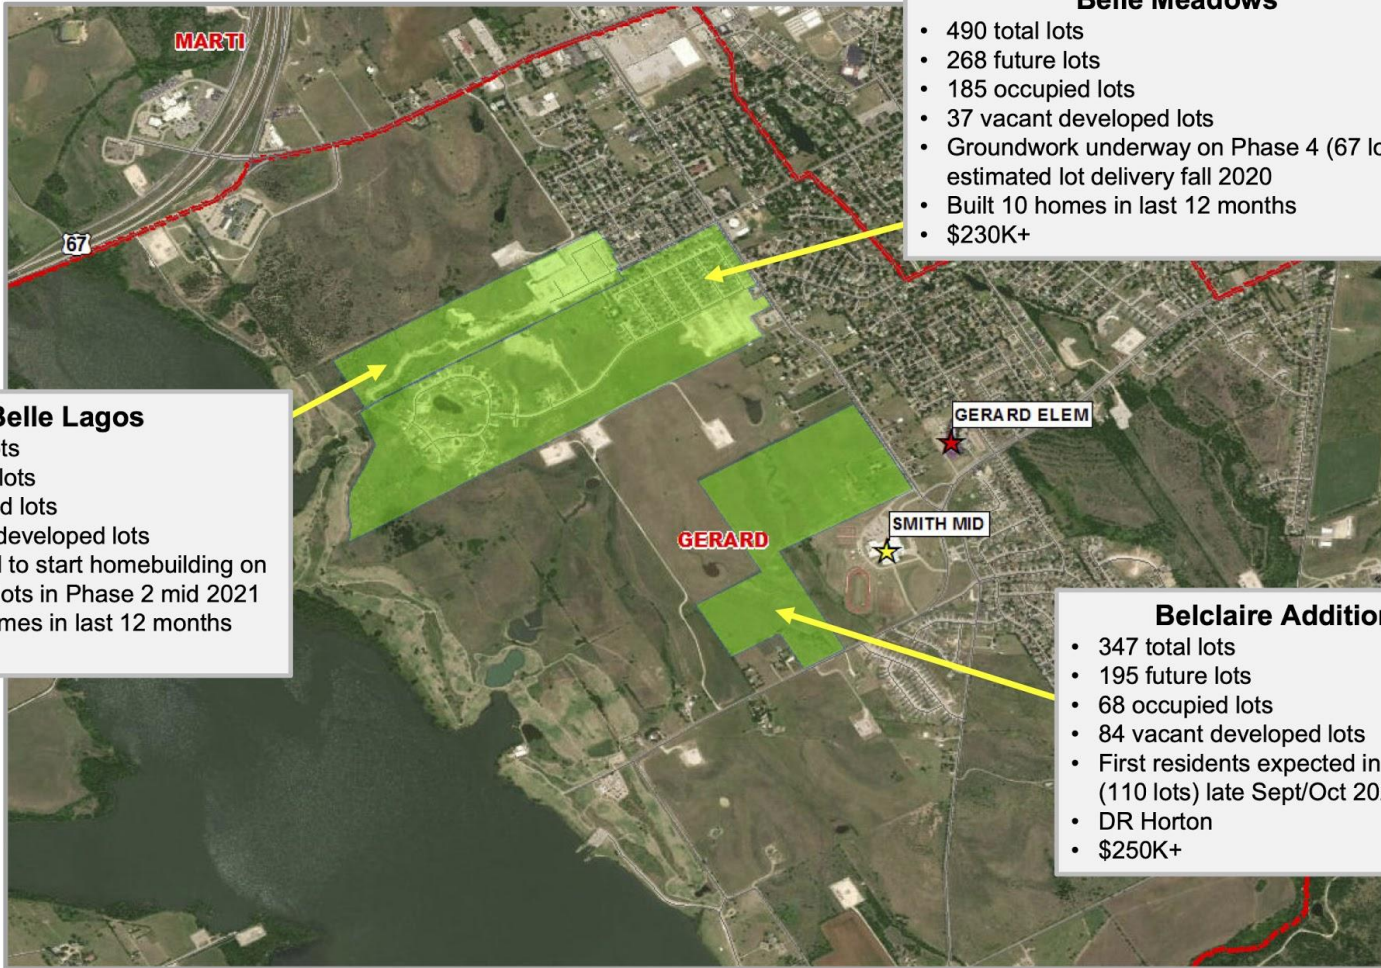 Belle Meadows
• 490 total lots
• 268 future lots
• 185 occupied lots
• 37 vacant developed lots
• Groundwork underway on Phase 4 (67 lo
estimated lot delivery fall 2020
• Built 10 homes in last 12 months
• $230K+
MARTI
67
Belle Lagos
ts
lots
d lots
developed lots
to start homebuilding on
ots in Phase 2 mid 2021
mes in last 12 months
GERARD ELEM
SMITH MID
GERARD
Belclaire Addition
• 347 total lots
• 195 future lots
• 68 occupied lots
• 84 vacant developed lots
• First residents expected in
(110 lots) late Sept/Oct 20
• DR Horton
• $250K+